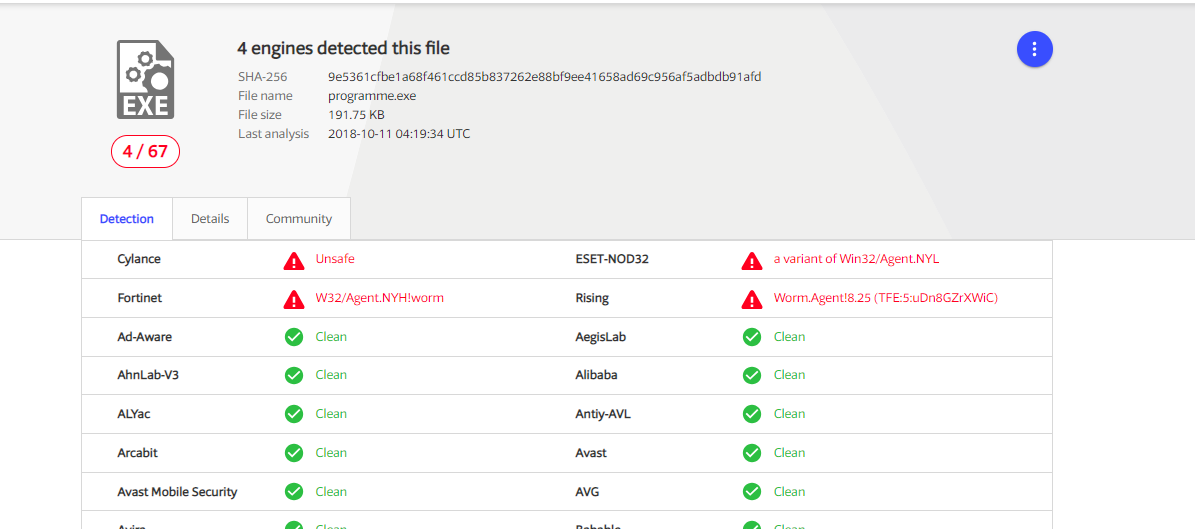 4 engines detected this file
SHA-256 9e5361cfbe1a68f461ccd85b837262e88bf9ee41658ad69c956af5adbdb91afd
File name programme.exe
File size 191.75 KB
Last analysis 2018-10-11 04:19:34 UTC
EXE
4 / 67
Detection Details Community
Cylance Unsafe ESET-NOD32 a variant of Win32/Agent.NYL
Fortinet W32/Agent.NYH!worm Rising Worm.Agent!8.25 (TFE:5:uDn8GZrXWiC)
Ad-Aware Clean AegisLab Clean
AhnLab-V3 Clean Alibaba Clean
ALYac Clean Antiy-AVL Clean
Arcabit Clean Avast Clean
Avast Mobile Security Clean AVG Clean
Avira Clean Clean